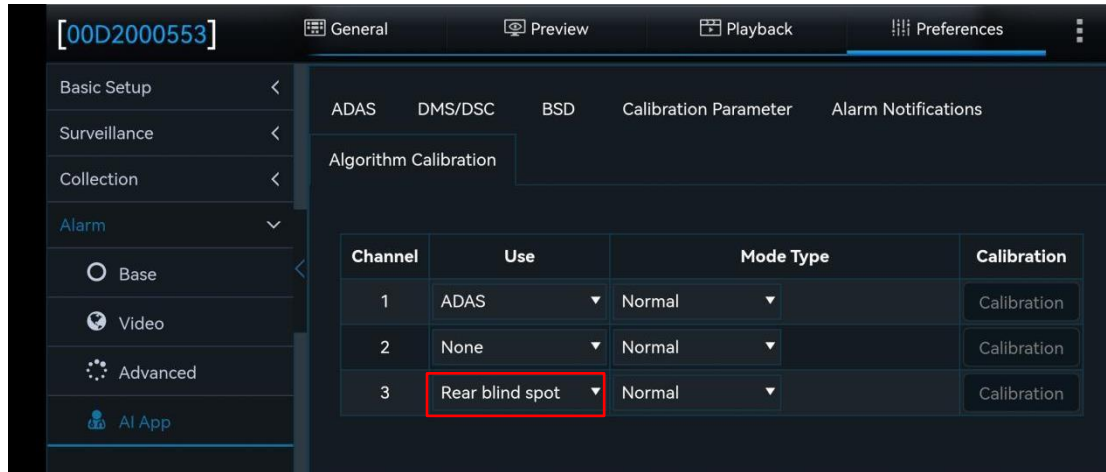 [00D2000553]
General Preview Playback Preferences
Basic Setup
Surveillance
Collection
Alarm
Base
Video
Advanced
AI App
ADAS DMS/DSC BSD Calibration Parameter Alarm Notifications
Algorithm Calibration
Channel Use Mode Type Calibration
1 ADAS Normal Calibration
2 None Normal Calibration
3 Rear blind spot Normal Calibration